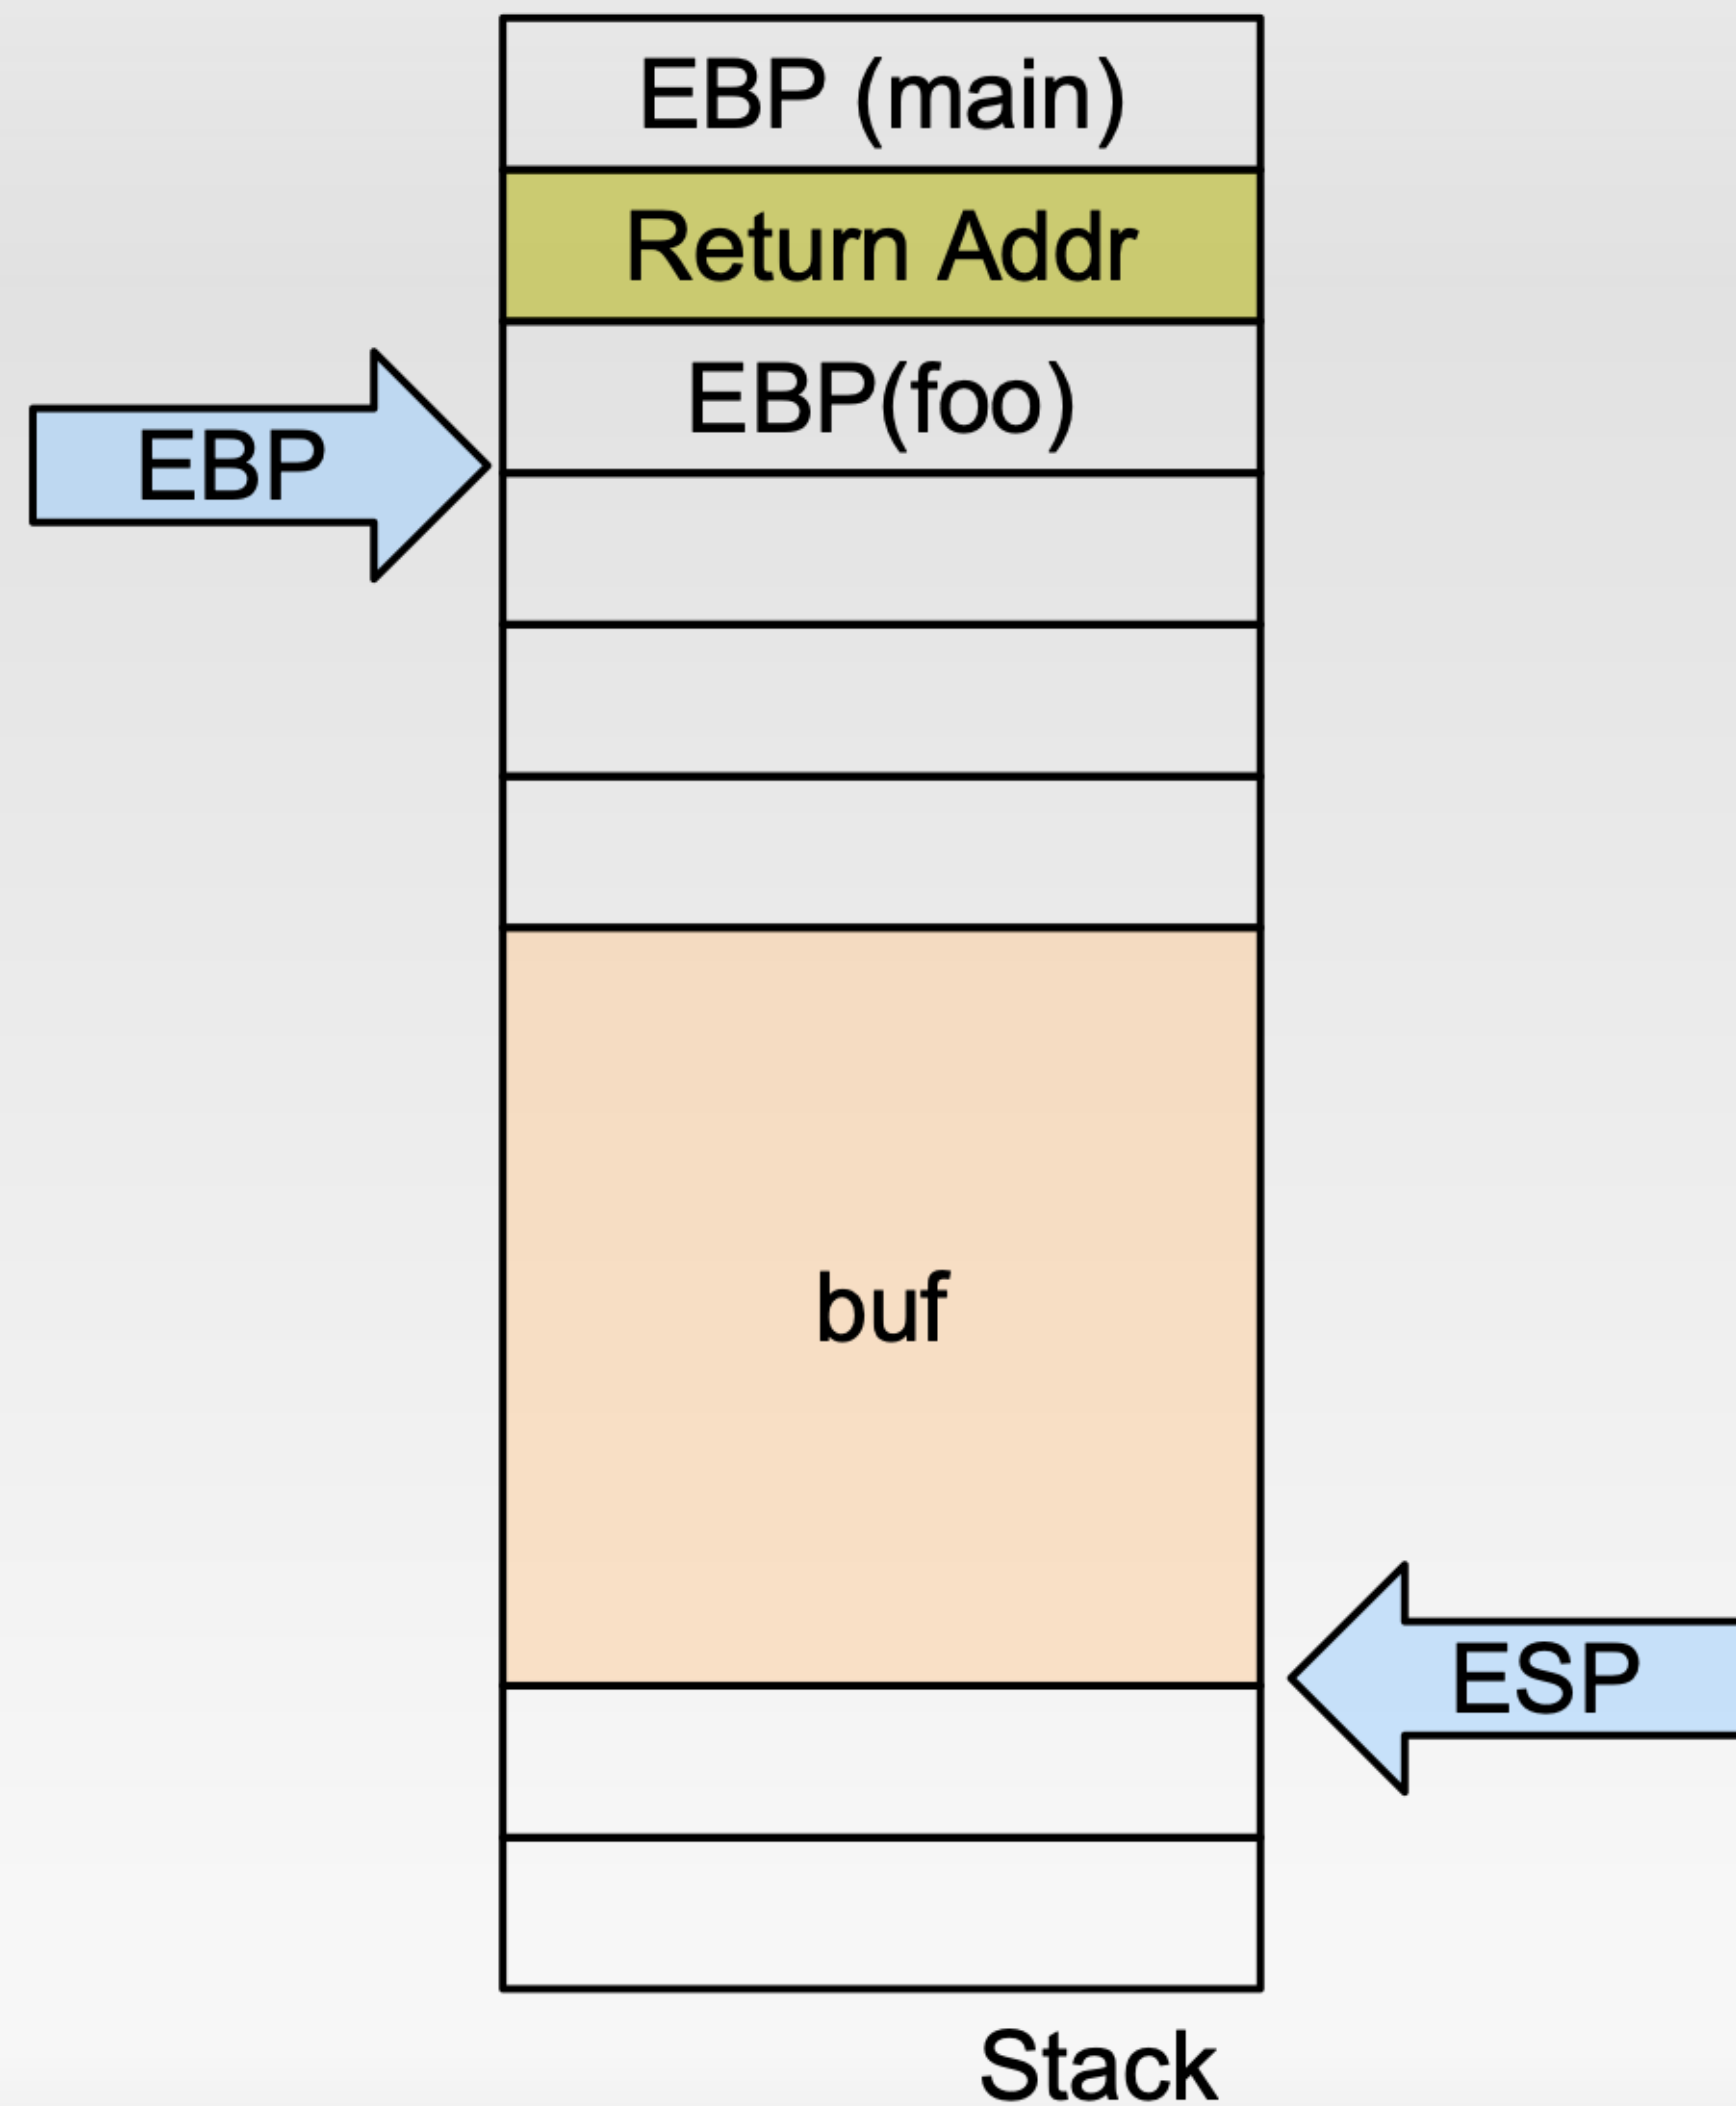 EBP (main)
Return Addr
EBP(foo)
EBP
buf
ESP
Stack